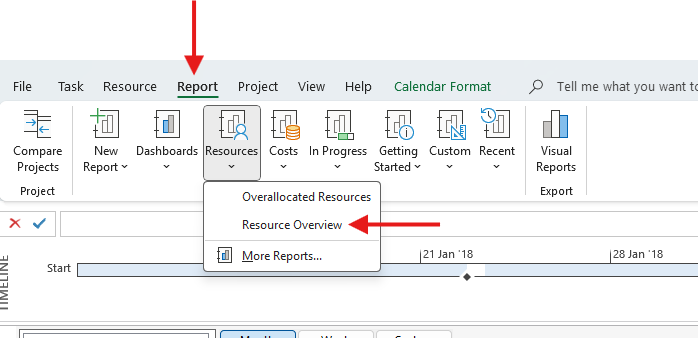 File Task Resource Report Project View Help Calendar Format Tell me what you want to
Compare Projects
New Report
Dashboards
Resources
Costs
In Progress
Getting Started
Custom
Recent
Visual Reports
Project
Export
Overallocated Resources
Resource Overview
More Reports...
TIMELINE
Start
21 Jan '18
28 Jan '18